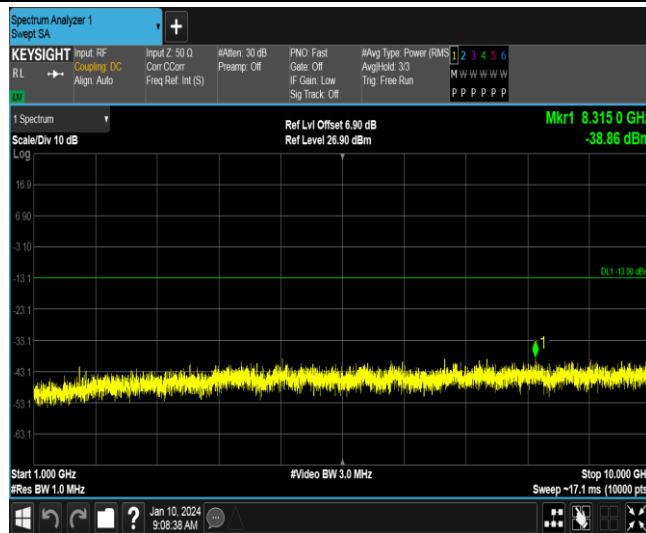 Spectrum Analyzer 1
Swept SA
+
KEYSIGHT
RL
Input: RF
Coupling: DC
Align: Auto
Input Z: 50 Ω
Corr CCorr
Freq Ref: Int (S)
#Atten: 30 dB
Preamp: Off
PNO: Fast
Gate: Off
IF Gain: Low
Sig Track: Off
#Avg Type: Power (RMS
Avg|Hold: 3/3
Trig: Free Run
1 2 3 4 5 6
M W W W W W
P P P P P P
1 Spectrum
Scale/Div 10 dB
Log
Ref Lvl Offset 6.90 dB
Ref Level 26.90 dBm
Mkr1 8.315 0 GHz
-38.86 dBm
16.9
6.90
-3.10
-13.1
-23.1
-33.1
-43.1
-53.1
-63.1
DL1 -13.00 dBm
1
Start 1.000 GHz
#Res BW 1.0 MHz
#Video BW 3.0 MHz
Stop 10.000 GH
Sweep ~17.1 ms (10000 pts
?
Jan 10, 2024
9:08:38 AM